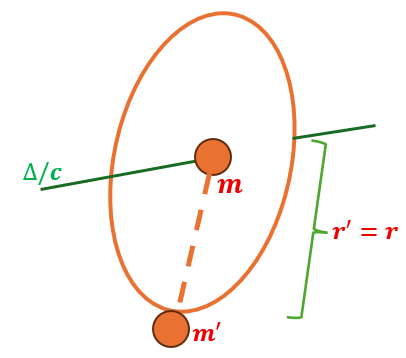 Δ/c
m
r′ = r
m′